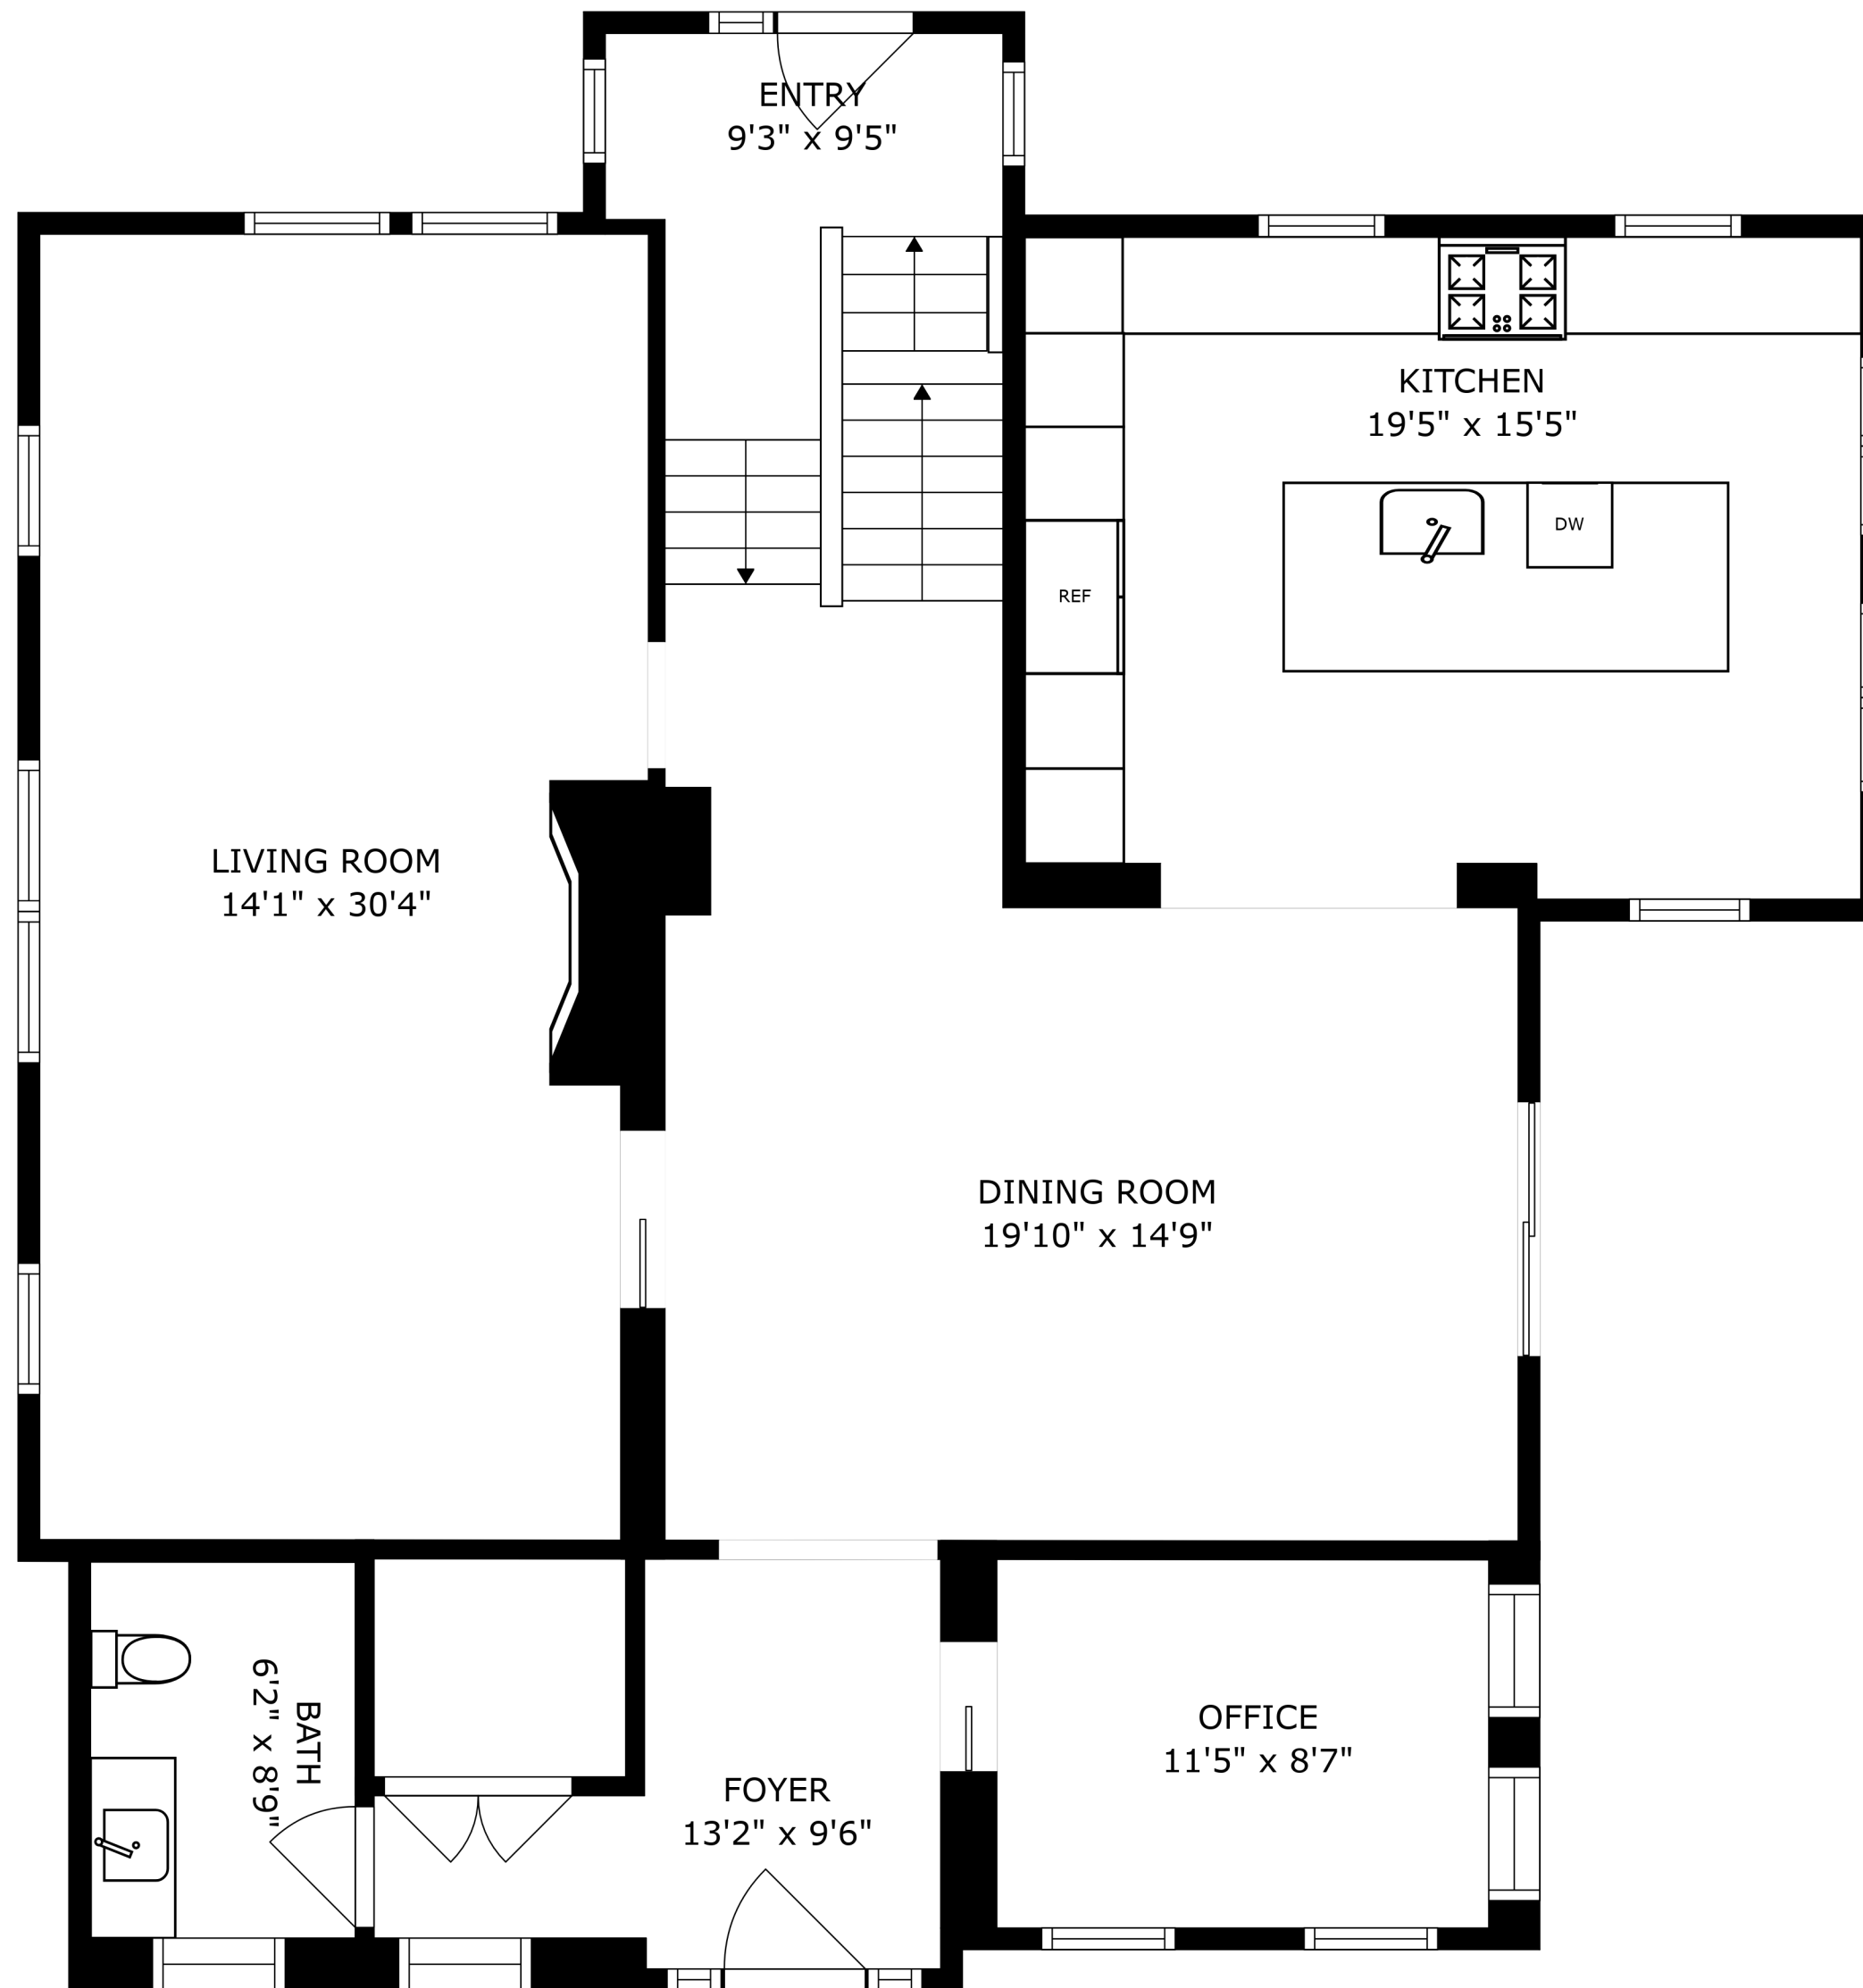 ENTRY
9'3" x 9'5"
KITCHEN
19'5" x 15'5"
DW
REF
LIVING ROOM
14'1" x 30'4"
DINING ROOM
19'10" x 14'9"
BATH
6'2" x 8'9"
OFFICE
11'5" x 8'7"
FOYER
13'2" x 9'6"